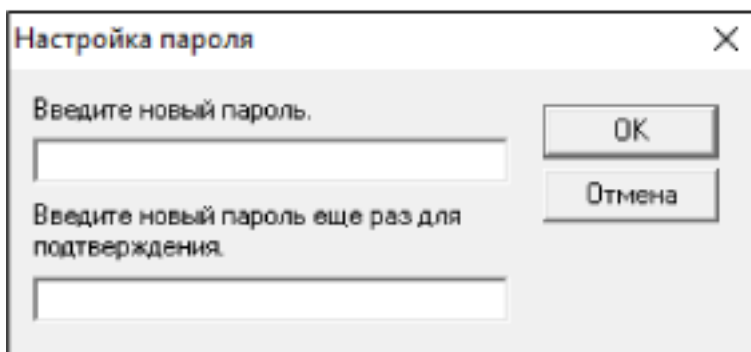 Настройка пароля
Введите новый пароль.
OK
Отмена
Введите новый пароль еще раз для
подтверждения.